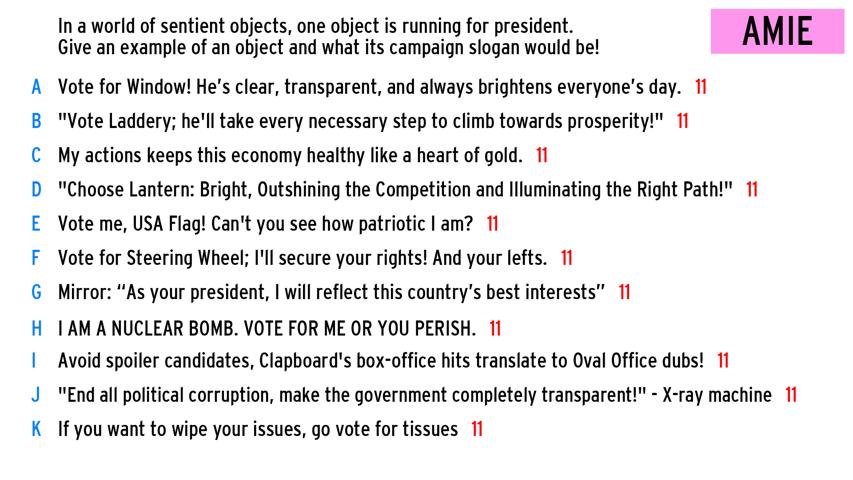 In a world of sentient objects, one object is running for president.
Give an example of an object and what its campaign slogan would be!
AMIE
A Vote for Window! He's clear, transparent, and always brightens everyone’s day. 11
B "Vote Laddery; he'll take every necessary step to climb towards prosperity!" 11
C My actions keeps this economy healthy like a heart of gold. 11
D "Choose Lantern: Bright, Outshining the Competition and Illuminating the Right Path!" 11
E Vote me, USA Flag! Can't you see how patriotic I am? 11
F Vote for Steering Wheel; I'll secure your rights! And your lefts. 11
G Mirror: “As your president, I will reflect this country’s best interests” 11
H I AM A NUCLEAR BOMB. VOTE FOR ME OR YOU PERISH. 11
I Avoid spoiler candidates, Clapboard's box-office hits translate to Oval Office dubs! 11
J "End all political corruption, make the government completely transparent!" - X-ray machine 11
K If you want to wipe your issues, go vote for tissues 11